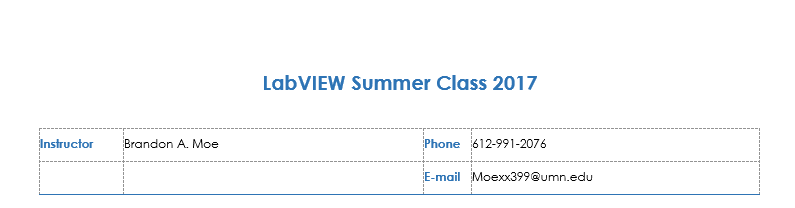 LabVIEW Summer Class 2017
Instructor Brandon A. Moe Phone 612-991-2076
E-mail Moexx399@umn.edu